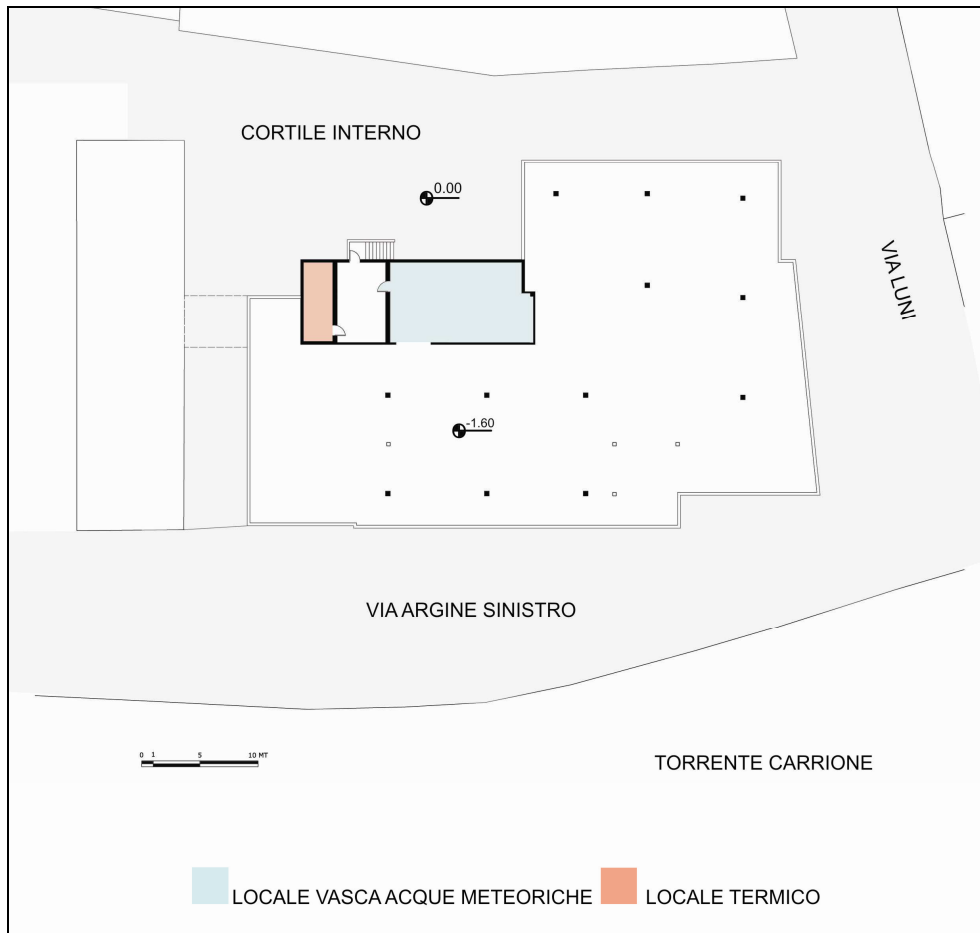 CORTILE INTERNO
0.00
VIA LUNI
-1.60
VIA ARGINE SINISTRO
0 1 5 10 MT
TORRENTE CARRIONE
LOCALE VASCA ACQUE METEORICHE
LOCALE TERMICO